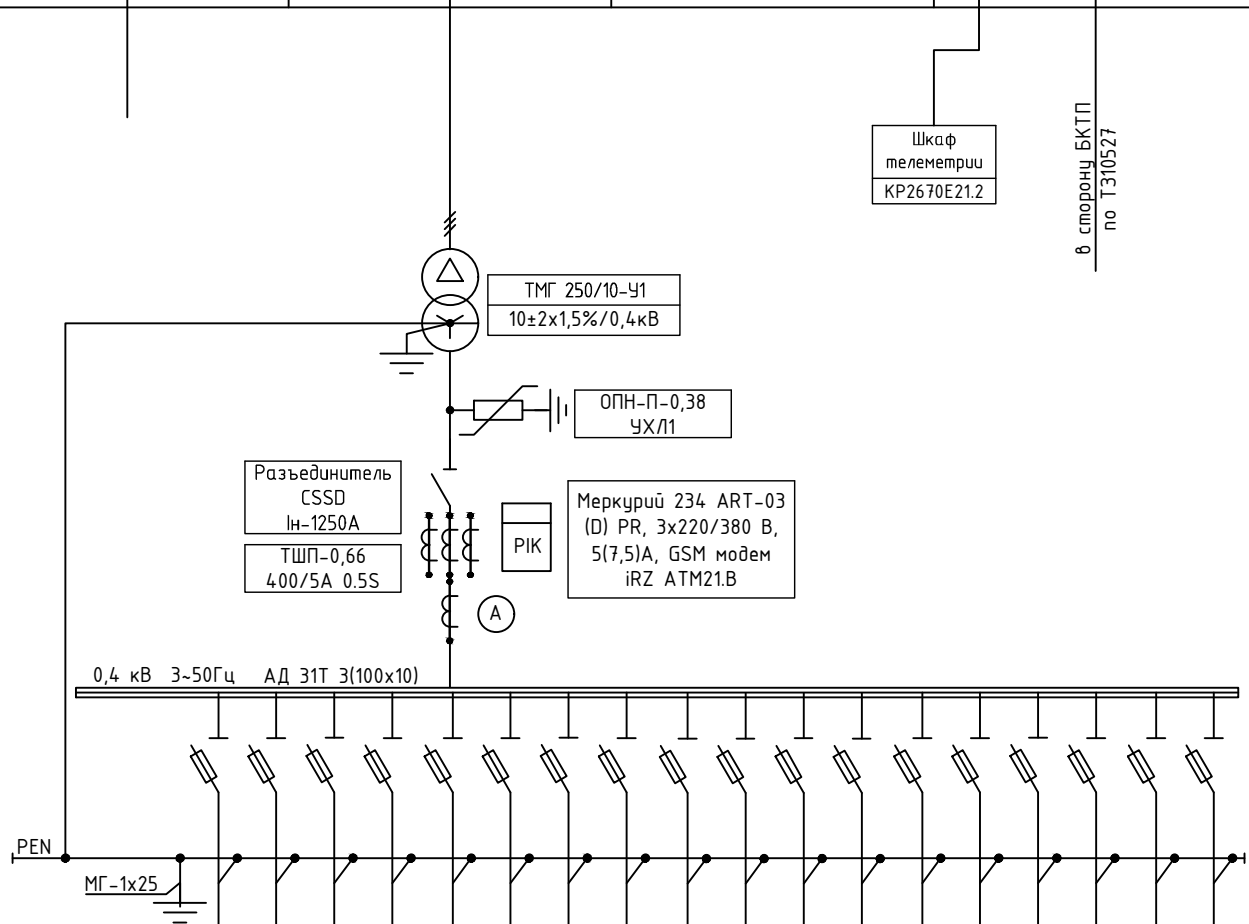 Шкаф
телеметрии
КР2670Е21.2
в сторону БКТП
по ТЭ10527
ТМГ 250/10-У1
10±2х1,5%/0,4кВ
ОПН-П-0,38
УХЛ1
Разъединитель
CSSD
Iн-1250А
ТШП-0,66
400/5А 0.5S
PIK
Меркурий 234 ART-03
(D) PR, 3х220/380 В,
5(7,5)А, GSM модем
iRZ ATM21.B
А
0,4 кВ 3~50Гц АД 31Т 3(100х10)
PEN
МГ-1х25